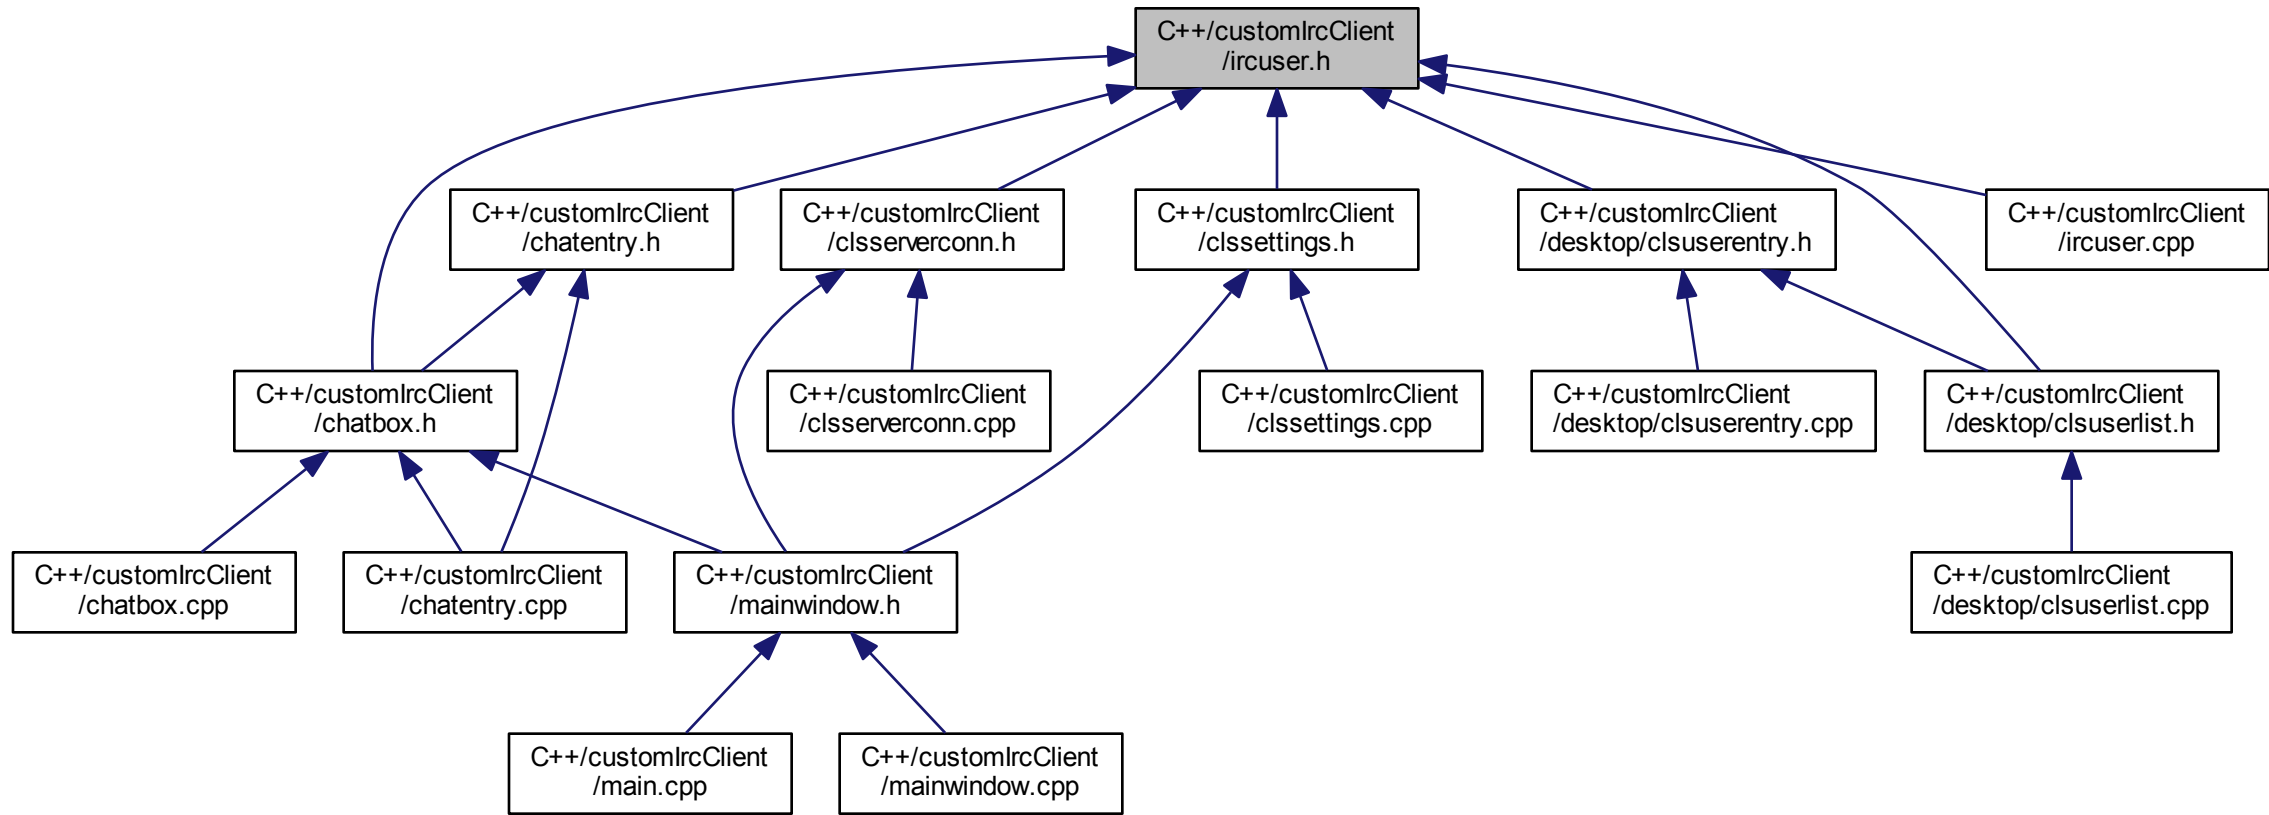 C++/customIrcClient
/ircuser.h
C++/customIrcClient
/chatentry.h
C++/customIrcClient
/clsserverconn.h
C++/customIrcClient
/clssettings.h
C++/customIrcClient
/desktop/clsuserentry.h
C++/customIrcClient
/ircuser.cpp
C++/customIrcClient
/chatbox.h
C++/customIrcClient
/clsserverconn.cpp
C++/customIrcClient
/clssettings.cpp
C++/customIrcClient
/desktop/clsuserentry.cpp
C++/customIrcClient
/desktop/clsuserlist.h
C++/customIrcClient
/chatbox.cpp
C++/customIrcClient
/chatentry.cpp
C++/customIrcClient
/mainwindow.h
C++/customIrcClient
/desktop/clsuserlist.cpp
C++/customIrcClient
/main.cpp
C++/customIrcClient
/mainwindow.cpp